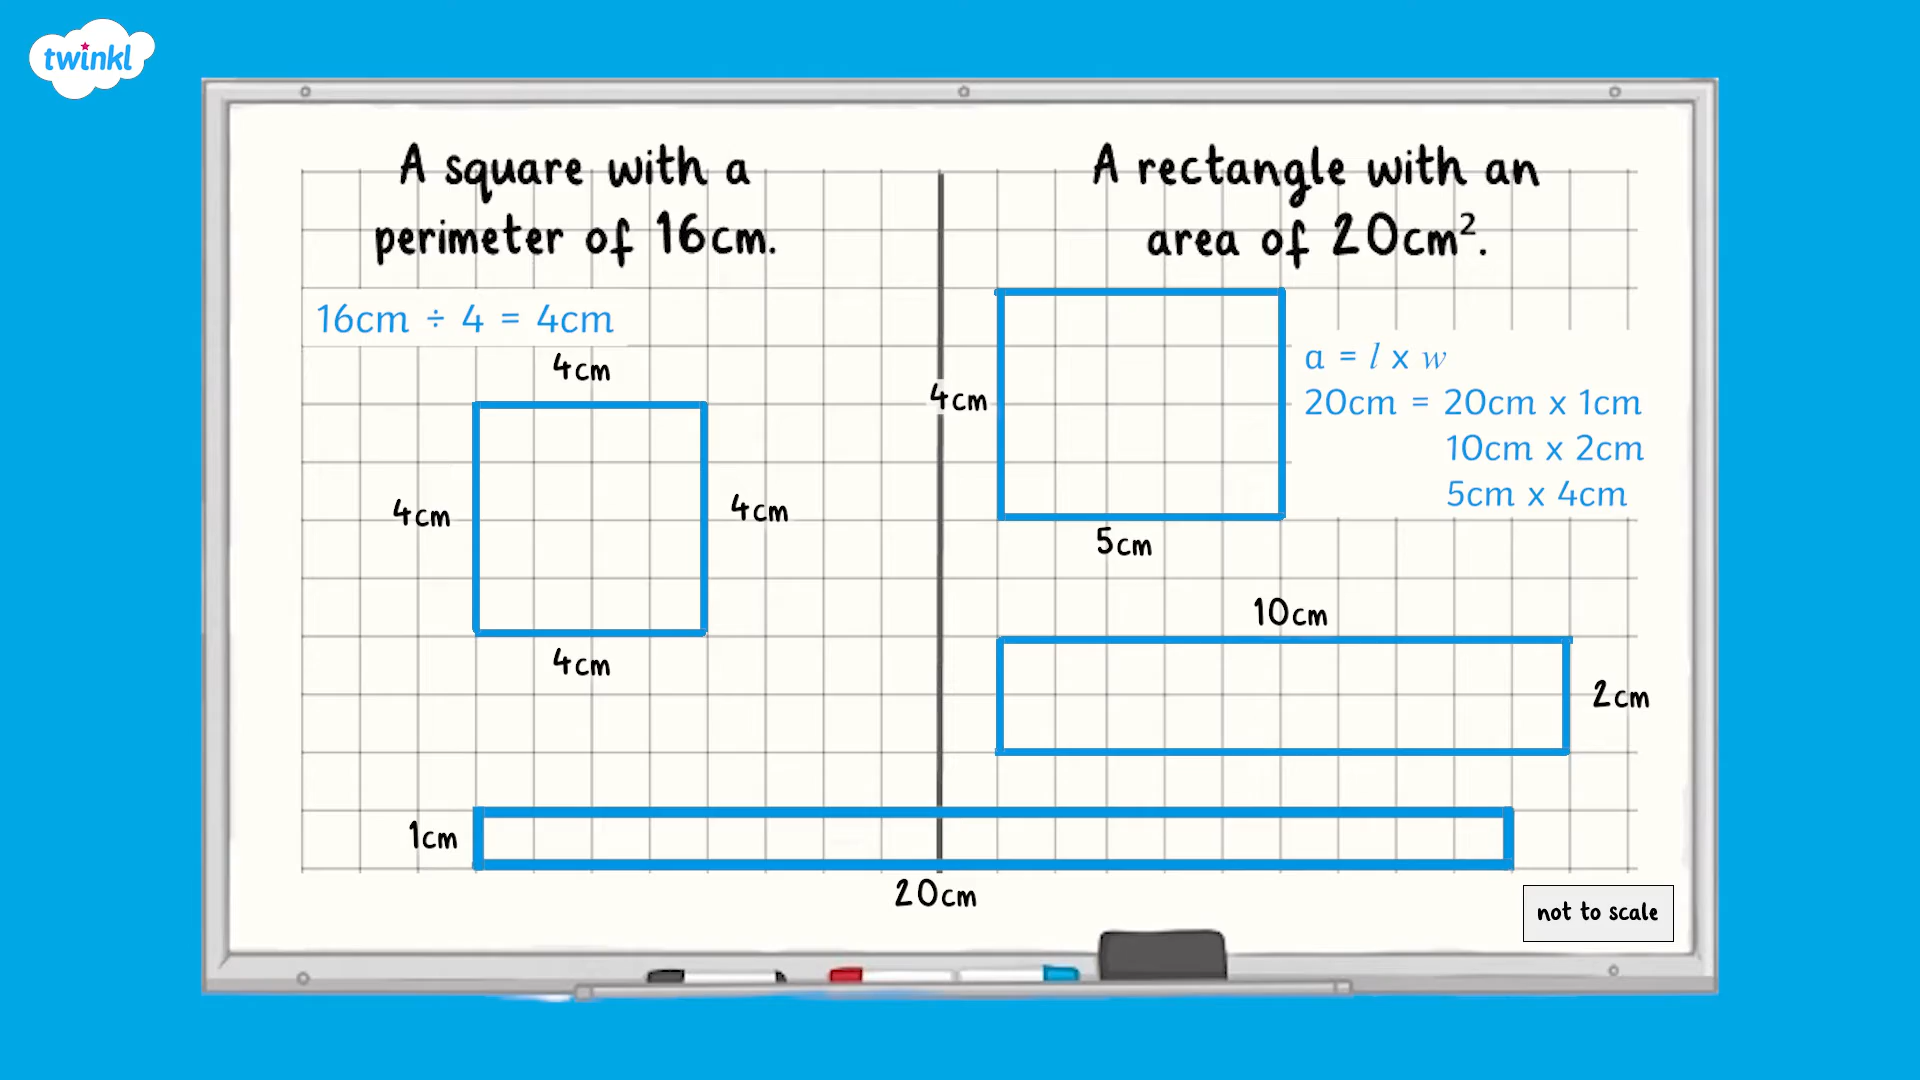 twinkl
A square with a
perimeter of 16cm.
16cm ÷ 4 = 4cm
4cm
4cm
4cm
4cm
A rectangle with an
area of 20cm².
4cm
5cm
a = l x w
20cm = 20cm x 1cm
10cm x 2cm
5cm x 4cm
10cm
2cm
1cm
20cm
not to scale